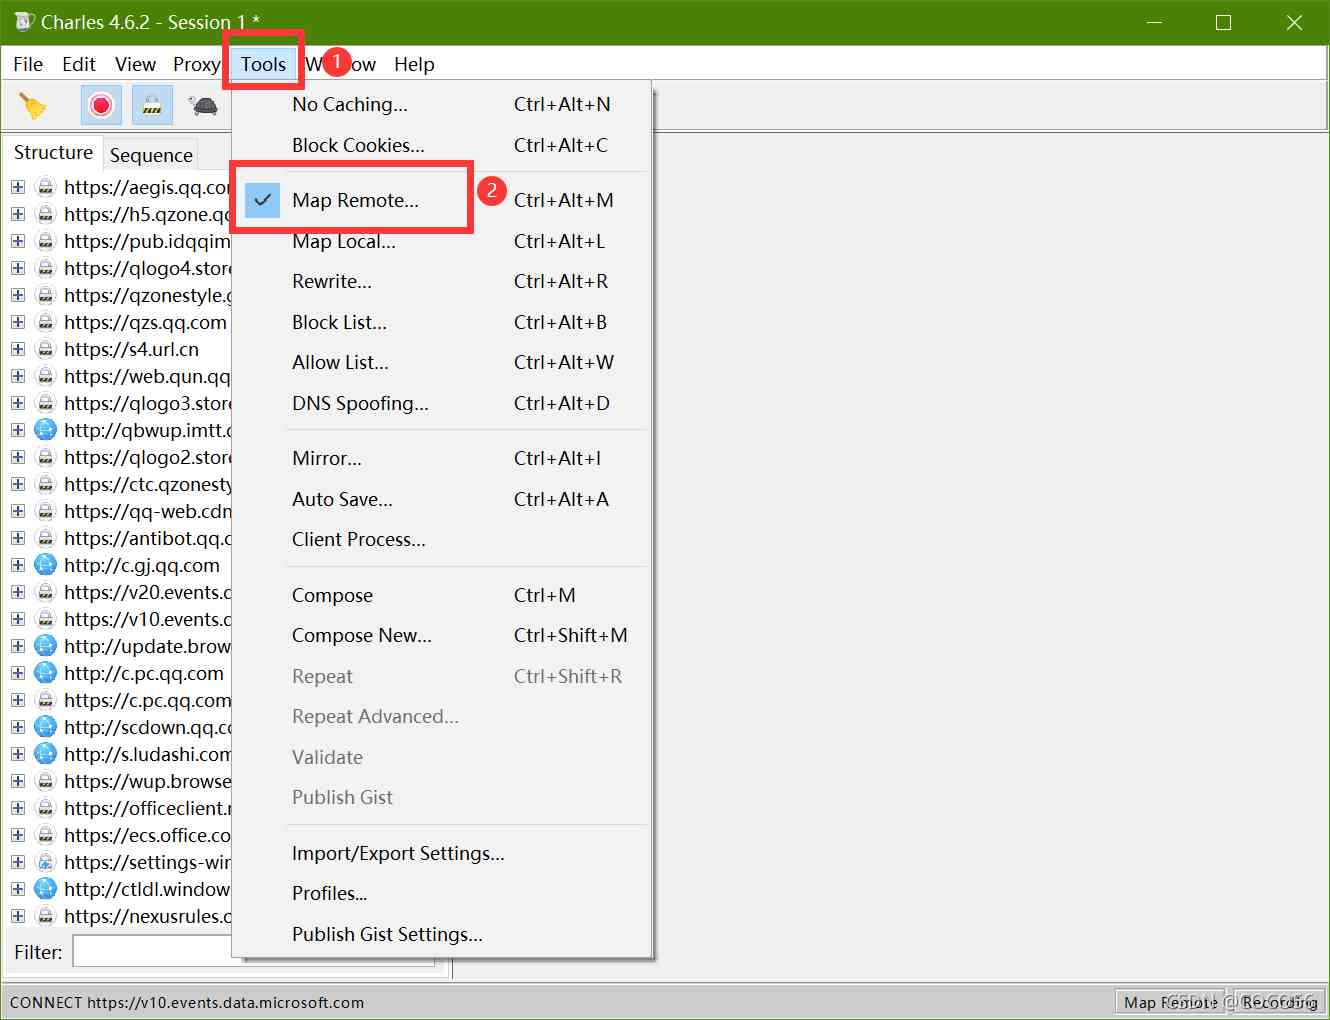 Charles 4.6.2 - Session 1 *
File Edit View Proxy Tools Help
1
No Caching... Ctrl+Alt+N
Block Cookies... Ctrl+Alt+C
Structure Sequence
Map Remote... Ctrl+Alt+M
2
Map Local... Ctrl+Alt+L
Rewrite... Ctrl+Alt+R
Block List... Ctrl+Alt+B
Allow List... Ctrl+Alt+W
DNS Spoofing... Ctrl+Alt+D
Mirror... Ctrl+Alt+I
Auto Save... Ctrl+Alt+A
Client Process...
Compose Ctrl+M
Compose New... Ctrl+Shift+M
Repeat Ctrl+Shift+R
Repeat Advanced...
Validate
Publish Gist
Import/Export Settings...
Profiles...
Publish Gist Settings...
https://aegis.qq.co
https://h5.qzone.q
https://pub.idqqim
https://qlogo4.store
https://qzonestyle.g
https://qzs.qq.com
https://s4.url.cn
https://web.qun.qq
https://qlogo3.store
http://qbwup.imtt.c
https://qlogo2.store
https://ctc.qzonesty
https://qq-web.cdn
https://antibot.qq.c
http://c.gj.qq.com
https://v20.events.c
https://v10.events.c
http://update.brow
http://c.pc.qq.com
https://c.pc.qq.com
http://scdown.qq.c
http://s.ludashi.com
https://wup.browse
https://officeclient.
https://ecs.office.co
https://settings-wi
http://ctldl.window
https://nexusrules.o
Filter:
CONNECT https://v10.events.data.microsoft.com
Map Remote Recording